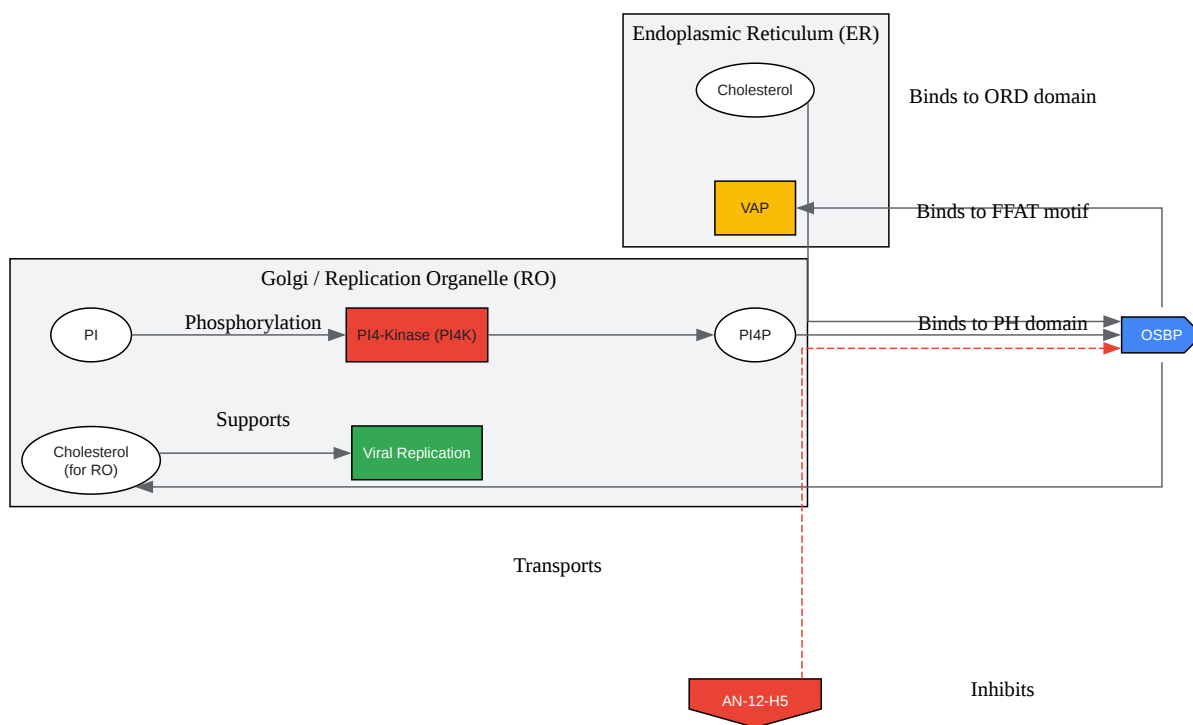 Endoplasmic Reticulum (ER)
Cholesterol
Binds to ORD domain
VAP
Binds to FFAT motif
Golgi / Replication Organelle (RO)
PI
Phosphorylation
PI4-Kinase (PI4K)
PI4P
Binds to PH domain
OSBP
Supports
Cholesterol
(for RO)
Viral Replication
Transports
AN-12-H5
Inhibits